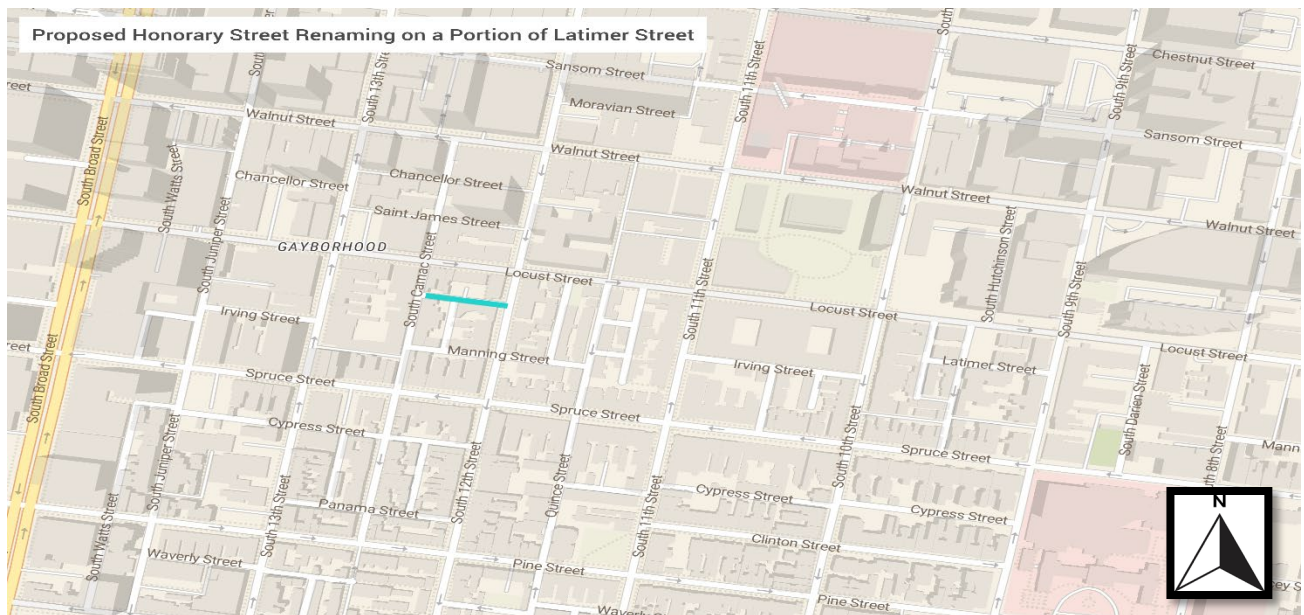 Proposed Honorary Street Renaming on a Portion of Latimer Street
Chestnut Street
Sansom Street
Moravian Street
South 13th Street
South 11th Street
South 9th Street
Sansom Street
Walnut Street
Walnut Street
Walnut Street
Walnut Street
South Broad Street
South Watts Street
South Juniper Street
Chancellor Street
Chancellor Street
Saint James Street
GAYBORHOOD
South Camac Street
Locust Street
Locust Street
Locust Street
South 12th Street
South 11th Street
South Hutchinson Street
South 9th Street
Irving Street
Manning Street
Irving Street
Latimer Street
South Broad Street
Spruce Street
Spruce Street
Spruce Street
South Darien Street
South 8th Street
Cypress Street
Cypress Street
Cypress Street
South 10th Street
South Juniper Street
South Watts Street
South 13th Street
South 12th Street
Quince Street
South 11th Street
Panama Street
Clinton Street
Waverly Street
Pine Street
Pine Street
N